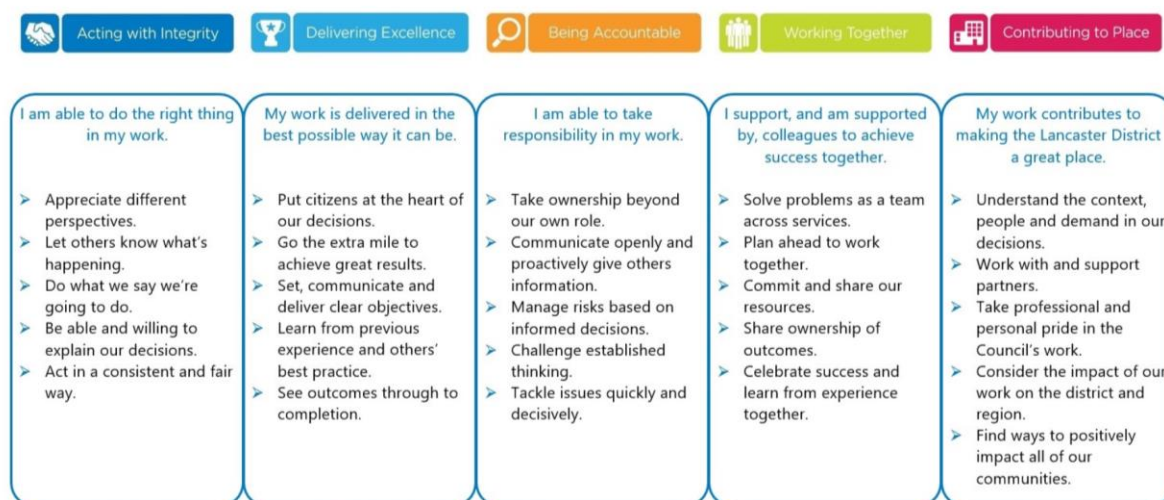 Acting with Integrity
Delivering Excellence
Being Accountable
Working Together
Contributing to Place
I am able to do the right thing
in my work.
Appreciate different
perspectives.
Let others know what's
happening.
Do what we say we're
going to do.
Be able and willing to
explain our decisions.
Act in a consistent and fair
way.
My work is delivered in the
best possible way it can be.
Put citizens at the heart of
our decisions.
Go the extra mile to
achieve great results.
Set, communicate and
deliver clear objectives.
Learn from previous
experience and others'
best practice.
See outcomes through to
completion.
I am able to take
responsibility in my work.
Take ownership beyond
our own role.
Communicate openly and
proactively give others
information.
Manage risks based on
informed decisions.
Challenge established
thinking.
Tackle issues quickly and
decisively.
I support, and am supported
by, colleagues to achieve
success together.
Solve problems as a team
across services.
Plan ahead to work
together.
Commit and share our
resources.
Share ownership of
outcomes.
Celebrate success and
learn from experience
together.
My work contributes to
making the Lancaster District
a great place.
Understand the context,
people and demand in our
decisions.
Work with and support
partners.
Take professional and
personal pride in the
Council's work.
Consider the impact of our
work on the district and
region.
Find ways to positively
impact all of our
communities.